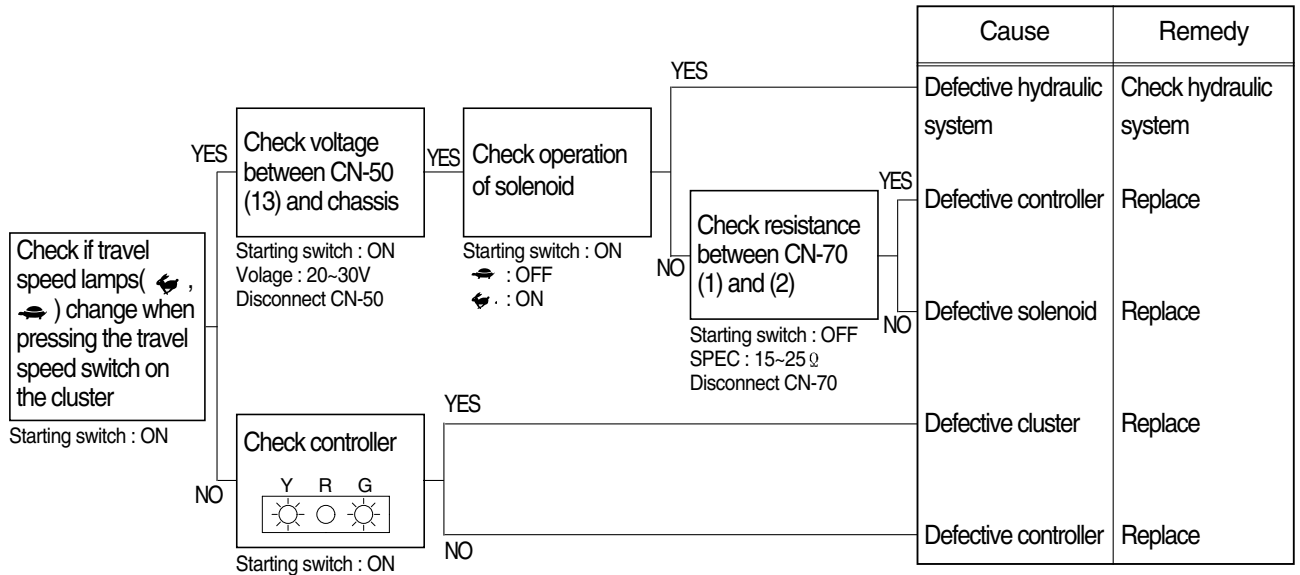 Cause
Remedy
YES
Defective hydraulic
system
Check hydraulic
system
YES
Check voltage
between CN-50
(13) and chassis
Starting switch : ON
Volage : 20~30V
Disconnect CN-50
YES
Check operation
of solenoid
Starting switch : ON
: OFF
: ON
NO
Check resistance
between CN-70
(1) and (2)
Starting switch : OFF
SPEC : 15~25 Ω
Disconnect CN-70
YES
Defective controller
Replace
NO
Defective solenoid
Replace
Check if travel
speed lamps( ,
) change when
pressing the travel
speed switch on
the cluster
Starting switch : ON
NO
Check controller
Y R G
Starting switch : ON
YES
Defective cluster
Replace
NO
Defective controller
Replace